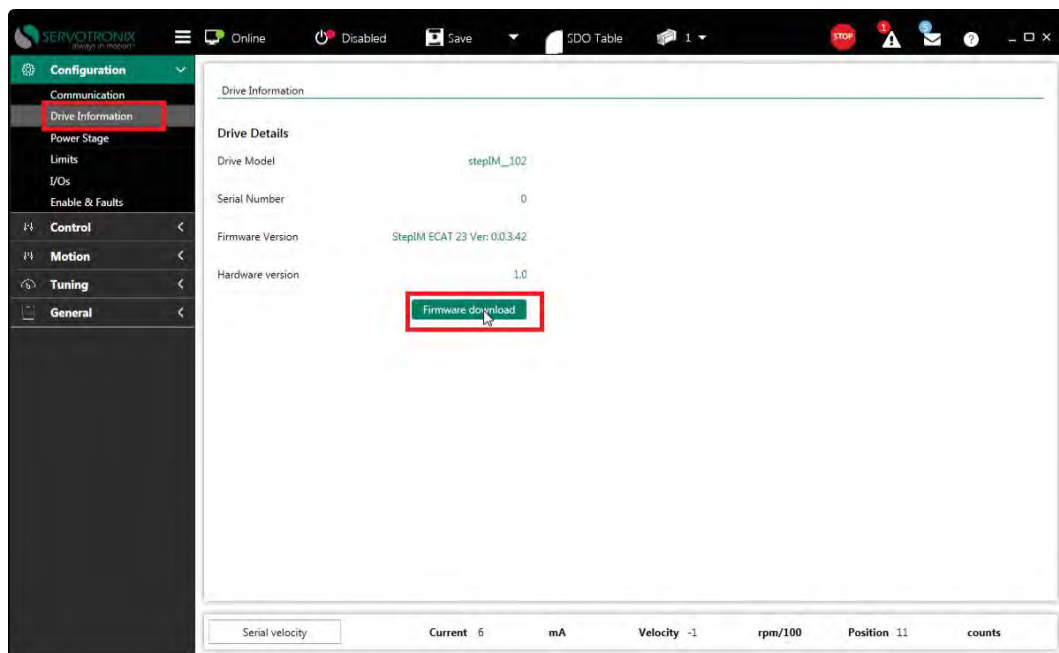 SERVOTRONIX
always in motion
Online Disabled Save SDO Table 1 STOP 1 5 ?
Configuration
Communication
Drive Information
Power Stage
Limits
I/Os
Enable & Faults
Control
Motion
Tuning
General
Drive Information
Drive Details
Drive Model stepIM_102
Serial Number 0
Firmware Version StepIM ECAT 23 Ver: 0.0.3.42
Hardware version 1.0
Firmware download
Serial velocity Current 6 mA Velocity -1 rpm/100 Position 11 counts